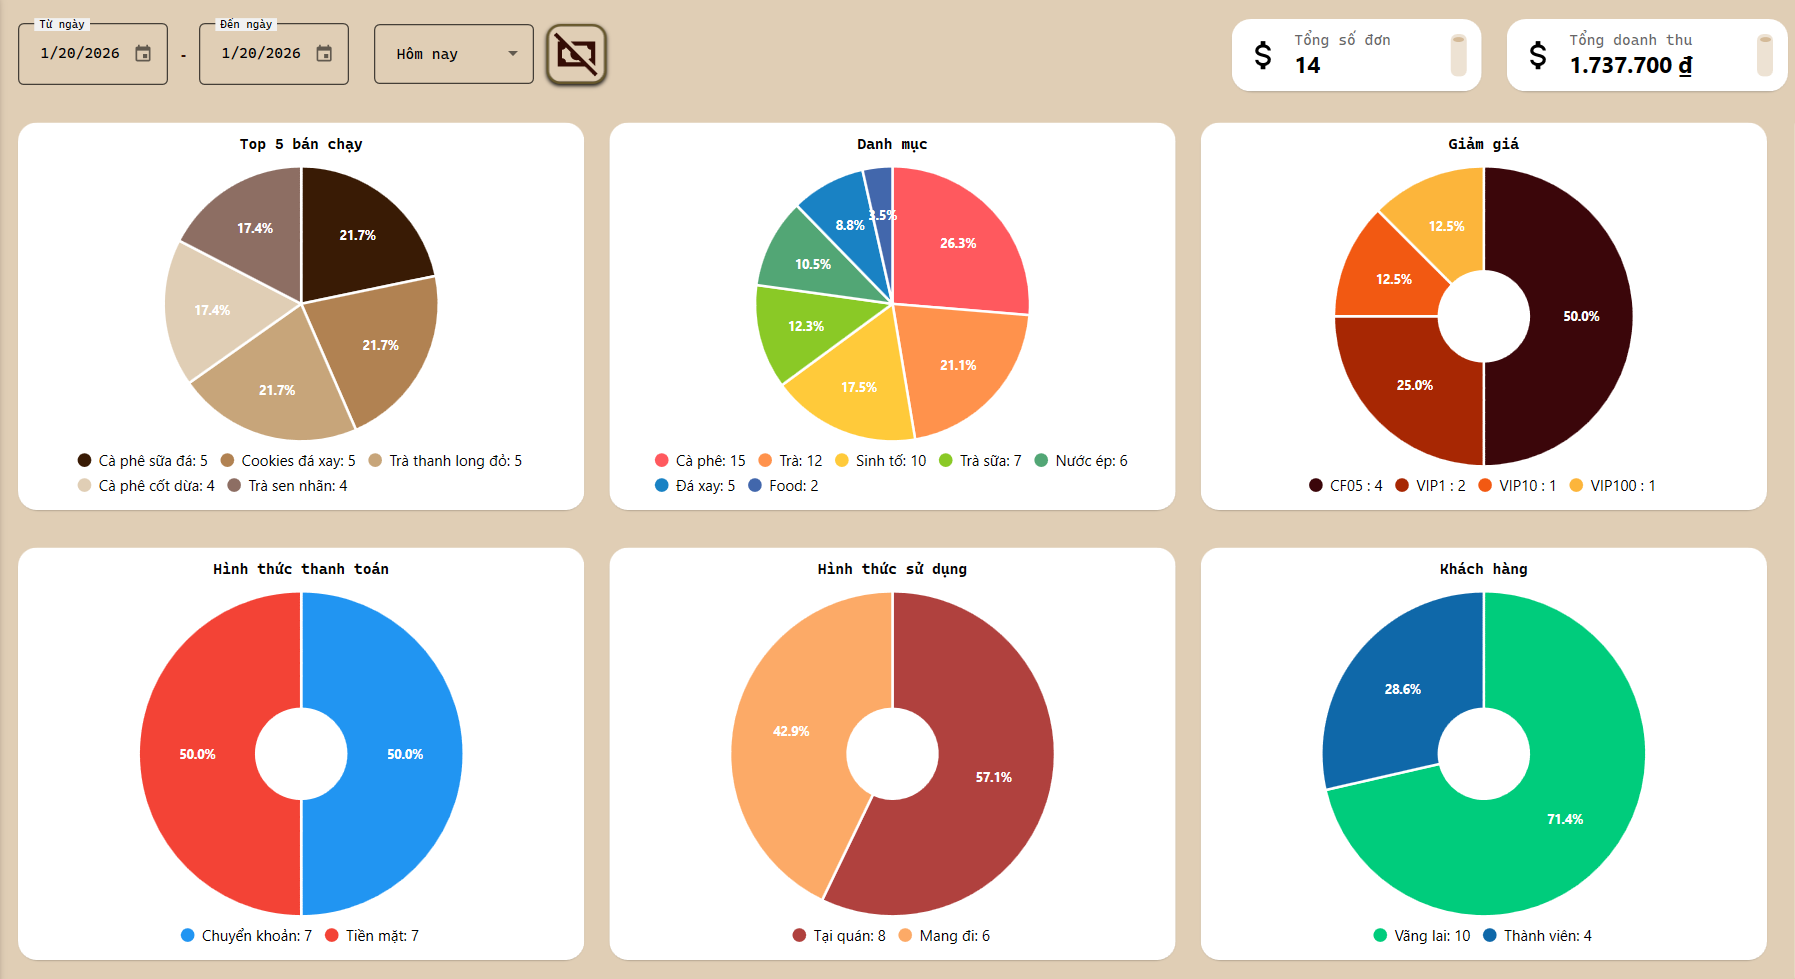 Từ ngày
1/20/2026
-
Đến ngày
1/20/2026
Hôm nay
Tổng số đơn
14
Tổng doanh thu
1.737.700 ₫
Top 5 bán chạy
21.7%
21.7%
21.7%
17.4%
17.4%
Cà phê sữa đá: 5 Cookies đá xay: 5 Trà thanh long đỏ: 5
Cà phê cốt dừa: 4 Trà sen nhãn: 4
Danh mục
26.3%
21.1%
17.5%
12.3%
10.5%
8.8%
3.5%
Cà phê: 15 Trà: 12 Sinh tố: 10 Trà sữa: 7 Nước ép: 6
Đá xay: 5 Food: 2
Giảm giá
50.0%
25.0%
12.5%
12.5%
CF05 : 4 VIP1 : 2 VIP10 : 1 VIP100 : 1
Hình thức thanh toán
50.0%
50.0%
Chuyển khoản: 7 Tiền mặt: 7
Hình thức sử dụng
57.1%
42.9%
Tại quán: 8 Mang đi: 6
Khách hàng
71.4%
28.6%
Vãng lai: 10 Thành viên: 4